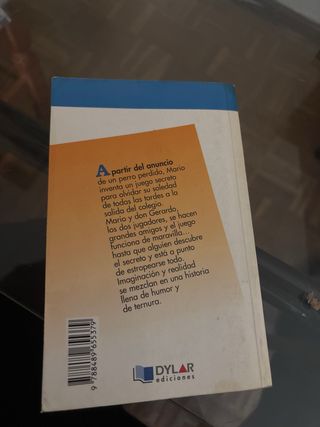 A partir del anuncio
de un perro perdido, Mario
inventa un juego secreto
para olvidar su soledad
de todas las tardes a la
salida del colegio.
Mario y don Gerardo,
los dos jugadores, se hacen
grandes amigos y el juego
funciona de maravilla...
hasta que alguien descubre
el secreto y está a punto
de estropearse todo.
Imaginación y realidad
se mezclan en una historia
llena de humor y
de ternura.
9 788489 655379
DYLAR
ediciones